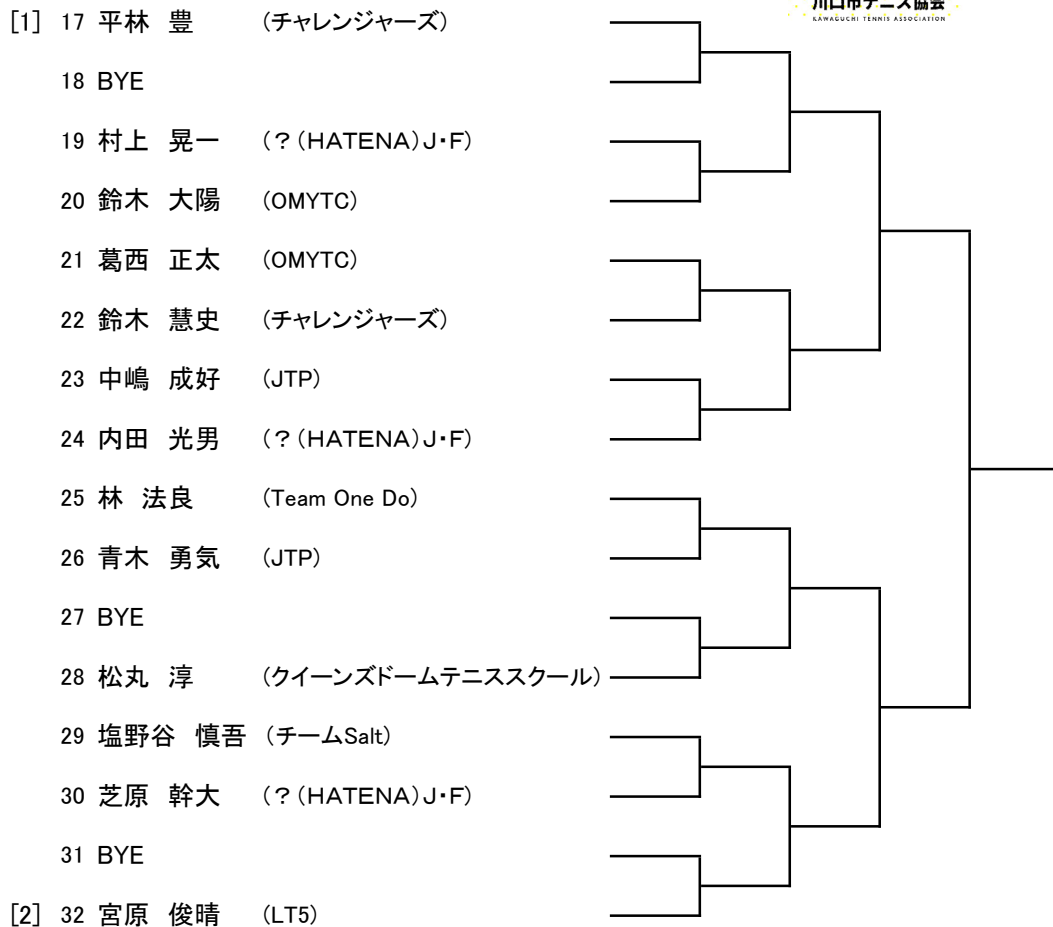 川口市テニス協会
KAWAGUCHI TENNIS ASSOCIATION
[1] 17 平林 豊 (チャレンジャーズ)
18 BYE
19 村上 晃一 (？(HATENA)J・F)
20 鈴木 大陽 (OMYTC)
21 葛西 正太 (OMYTC)
22 鈴木 慧史 (チャレンジャーズ)
23 中嶋 成好 (JTP)
24 内田 光男 (？(HATENA)J・F)
25 林 法良 (Team One Do)
26 青木 勇気 (JTP)
27 BYE
28 松丸 淳 (クイーンズドームテニススクール)
29 塩野谷 慎吾 (チームSalt)
30 芝原 幹大 (？(HATENA)J・F)
31 BYE
[2] 32 宮原 俊晴 (LT5)